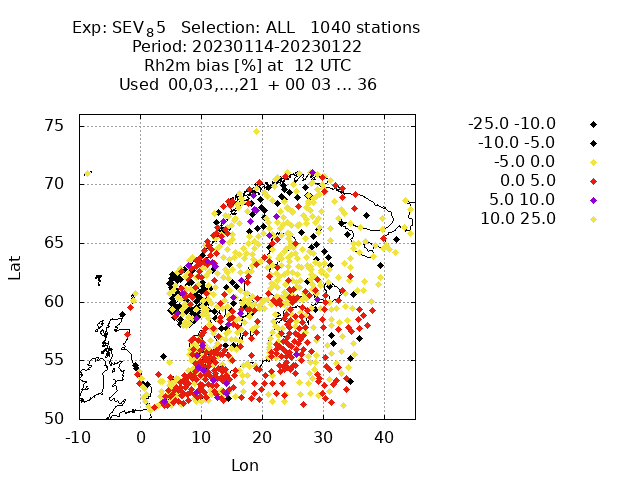 Exp: SEV₈5 Selection: ALL 1040 stations
Period: 20230114-20230122
Rh2m bias [%] at 12 UTC
Used 00,03,...,21 + 00 03 ... 36
-25.0 -10.0
-10.0 -5.0
-5.0 0.0
0.0 5.0
5.0 10.0
10.0 25.0
75
70
65
60
55
50
Lat
-10 0 10 20 30 40
Lon